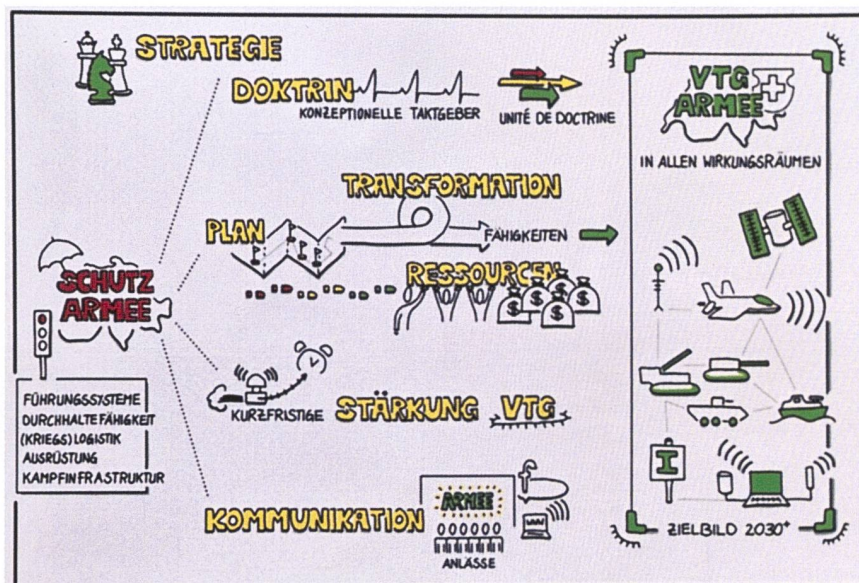 STRATEGIE
DOKTRIN
KONZEPTIONELLE TAKTGEBER
UNITÉ DE DOCTRINE
TRANSFORMATION
PLAN
FÄHIGKEITEN
RESSOURCEN
$ $ $ $ $
SCHUTZ
ARMEE
FÜHRUNGSSYSTEME
DURCHHALTEFÄHIGKEIT
(KRIEGS)LOGISTIK
AUSRÜSTUNG
KAMPFINFRASTRUKTUR
KURZFRISTIGE STÄRKUNG VTG
KOMMUNIKATION
ARMEE
ANLÄSSE
f
VTG
ARMEE
IN ALLEN WIRKUNGSRÄUMEN
I
ZIELBILD 2030+